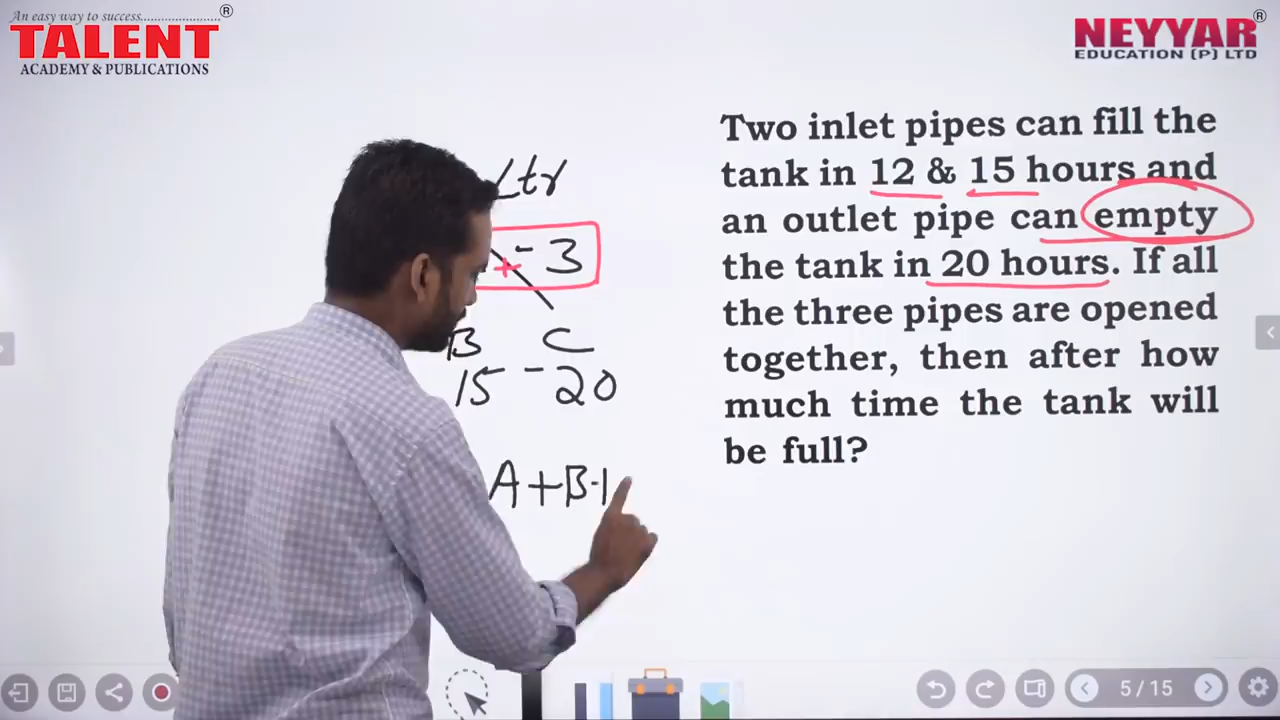 An easy way to success.....................®
TALENT
ACADEMY & PUBLICATIONS
NEYYAR®
EDUCATION (P) LTD
Two inlet pipes can fill the
tank in 12 & 15 hours and
an outlet pipe can empty
the tank in 20 hours. If all
the three pipes are opened
together, then after how
much time the tank will
be full?
Ltr
- 3
B C
15 - 20
A + B -
5 / 15